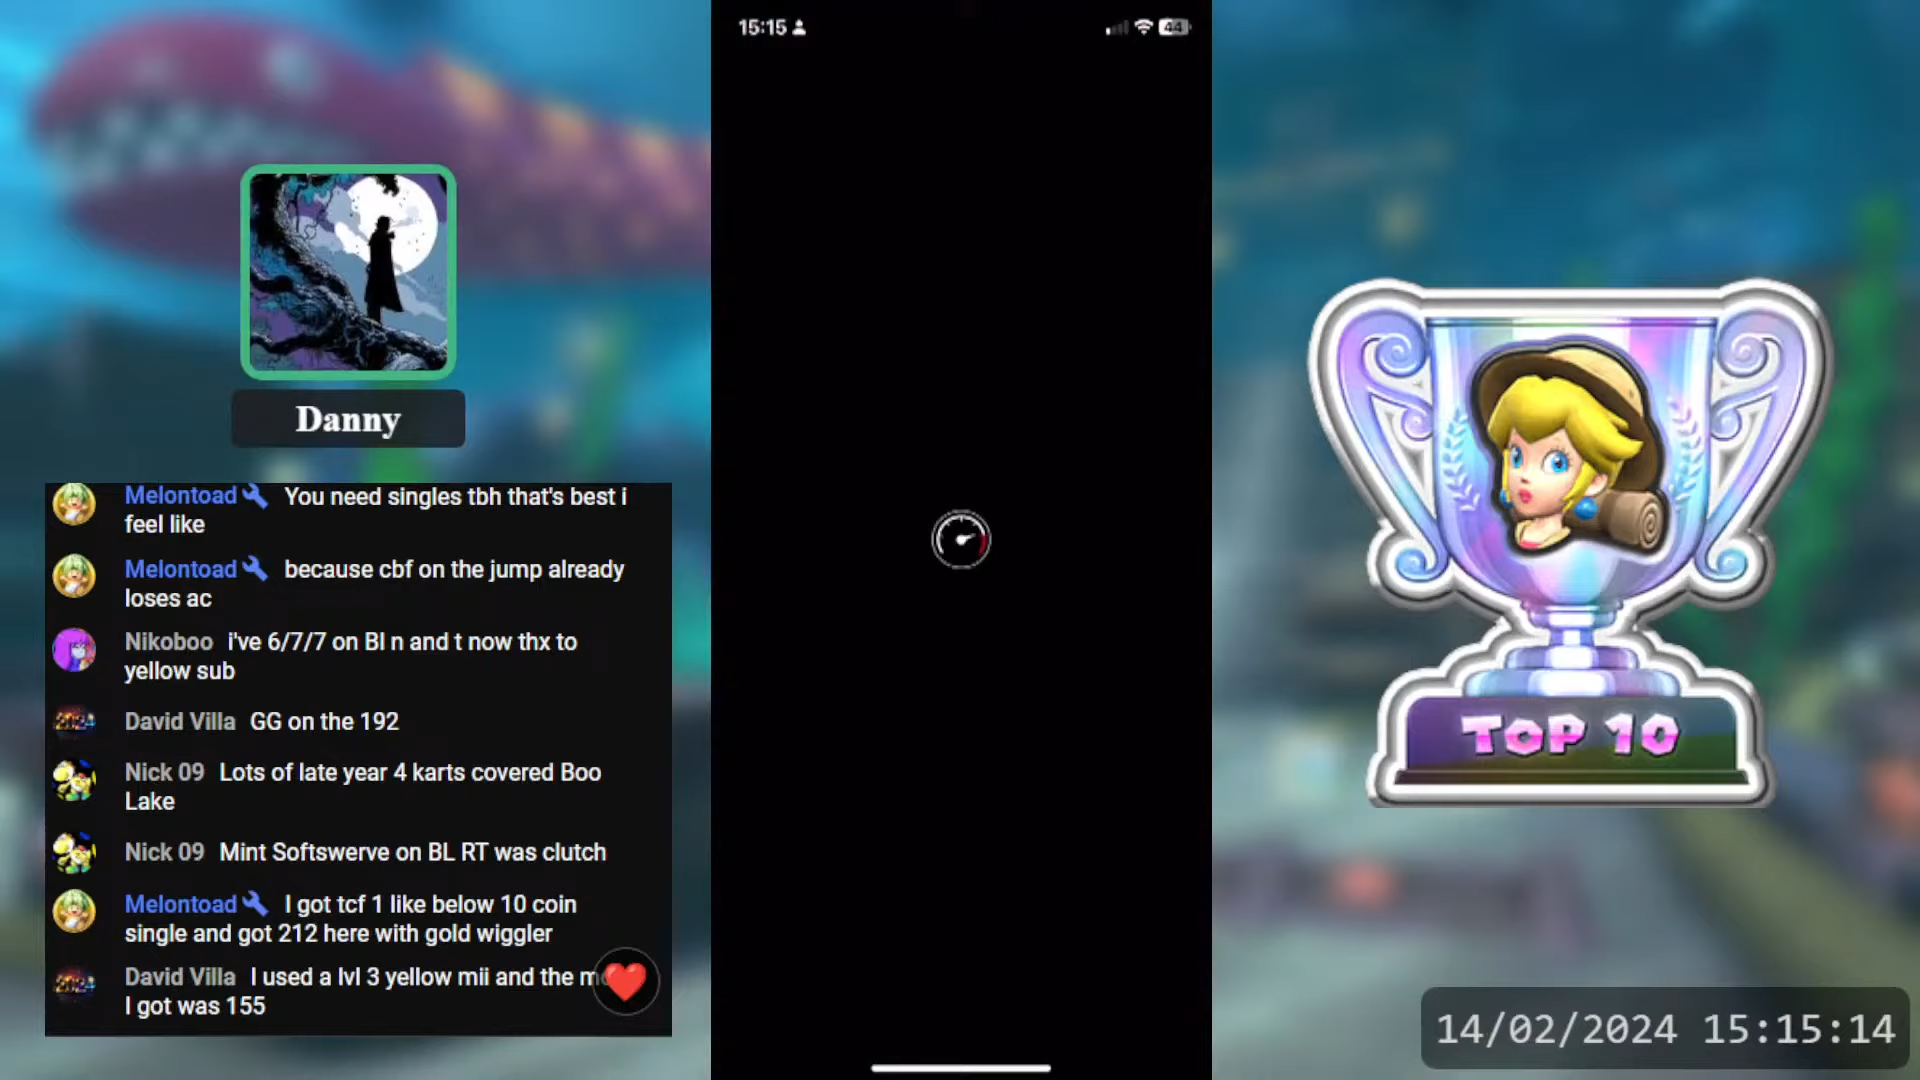 15:15
44
Danny
Melontoad You need singles tbh that's best i
feel like
Melontoad because cbf on the jump already
loses ac
Nikoboo i've 6/7/7 on Bl n and t now thx to
yellow sub
David Villa GG on the 192
Nick 09 Lots of late year 4 karts covered Boo
Lake
Nick 09 Mint Softswerve on BL RT was clutch
Melontoad I got tcf 1 like below 10 coin
single and got 212 here with gold wiggler
David Villa I used a lvl 3 yellow mii and the
I got was 155
2024
2024
TOP 10
14/02/2024 15:15:14